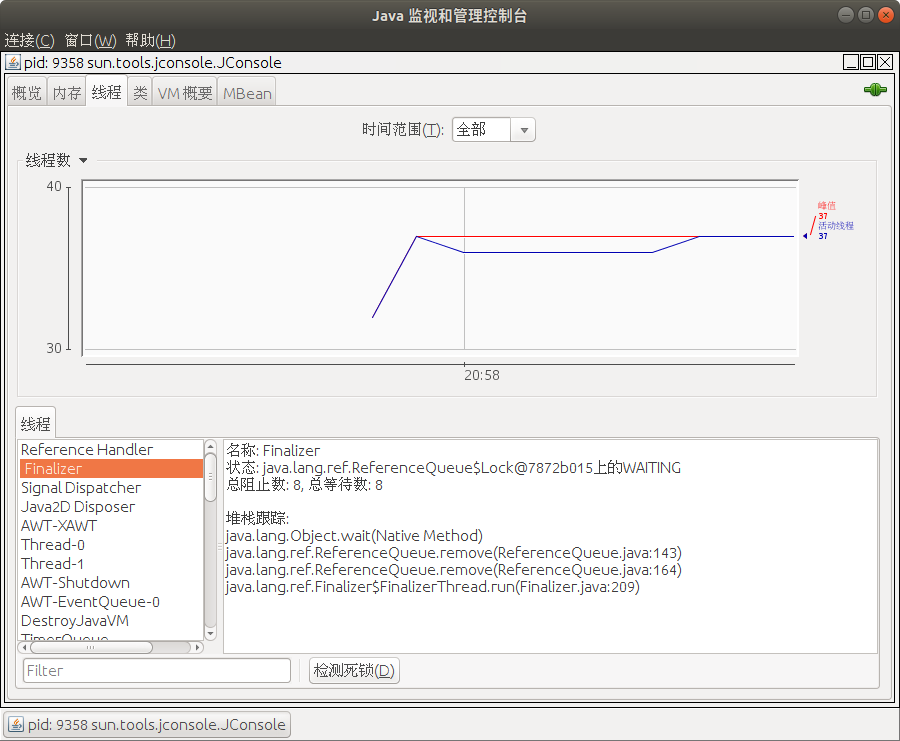 Java 监视和管理控制台
连接(C) 窗口(W) 帮助(H)
pid: 9358 sun.tools.jconsole.JConsole
概览 内存 线程 类 VM 概要 MBean
时间范围(T): 全部
线程数
40
峰值
37
活动线程
37
30
20:58
线程
Reference Handler
Finalizer
Signal Dispatcher
Java2D Disposer
AWT-XAWT
Thread-0
Thread-1
AWT-Shutdown
AWT-EventQueue-0
DestroyJavaVM
TimerQueue
名称: Finalizer
状态: java.lang.ref.ReferenceQueue$Lock@7872b015上的WAITING
总阻止数: 8, 总等待数: 8
堆栈跟踪:
java.lang.Object.wait(Native Method)
java.lang.ref.ReferenceQueue.remove(ReferenceQueue.java:143)
java.lang.ref.ReferenceQueue.remove(ReferenceQueue.java:164)
java.lang.ref.Finalizer$FinalizerThread.run(Finalizer.java:209)
Filter 检测死锁(D)
pid: 9358 sun.tools.jconsole.JConsole